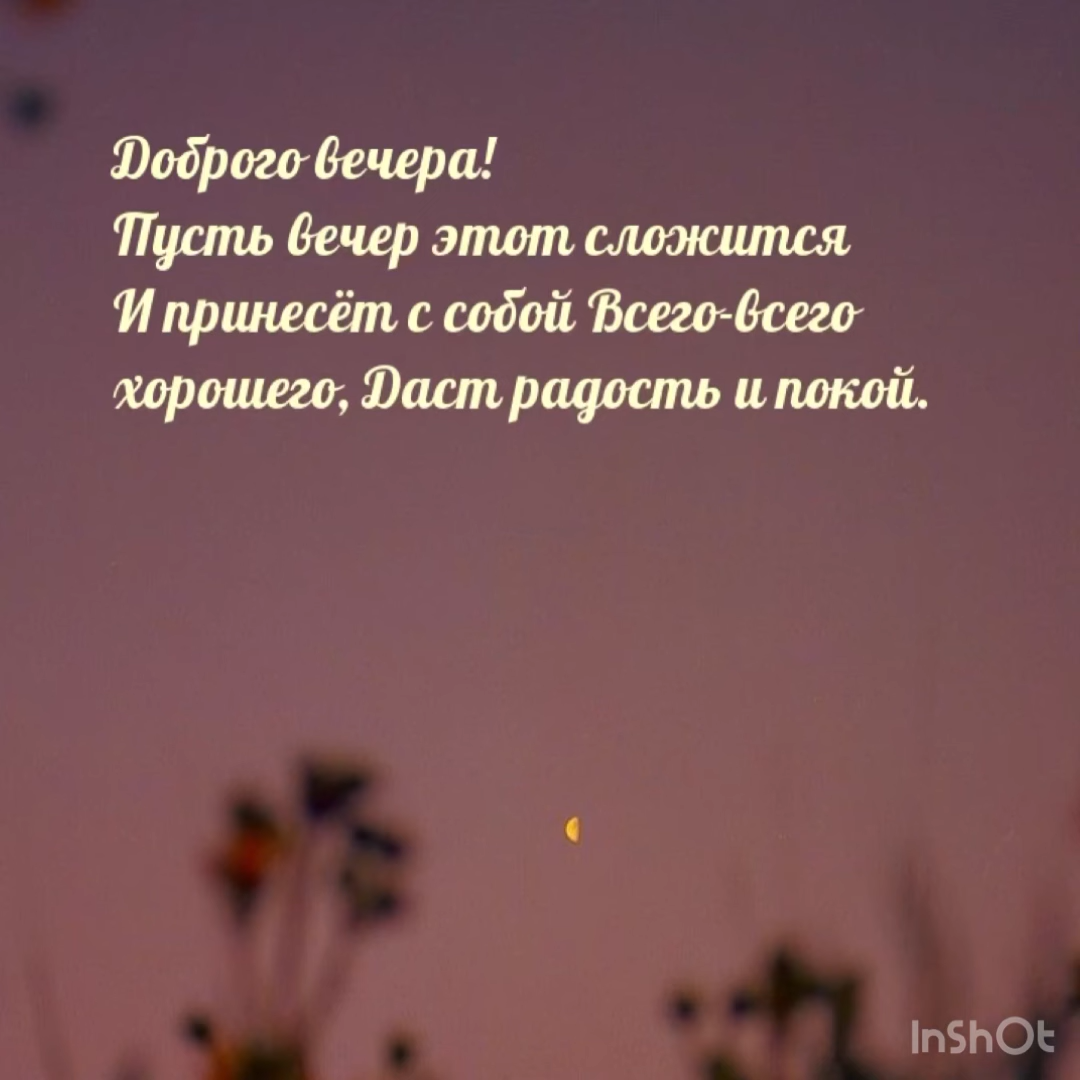 Доброго вечера!
Пусть вечер этот сложится
И принесёт с собой Всего-всего
хорошего, Даст радость и покой.
InShOt